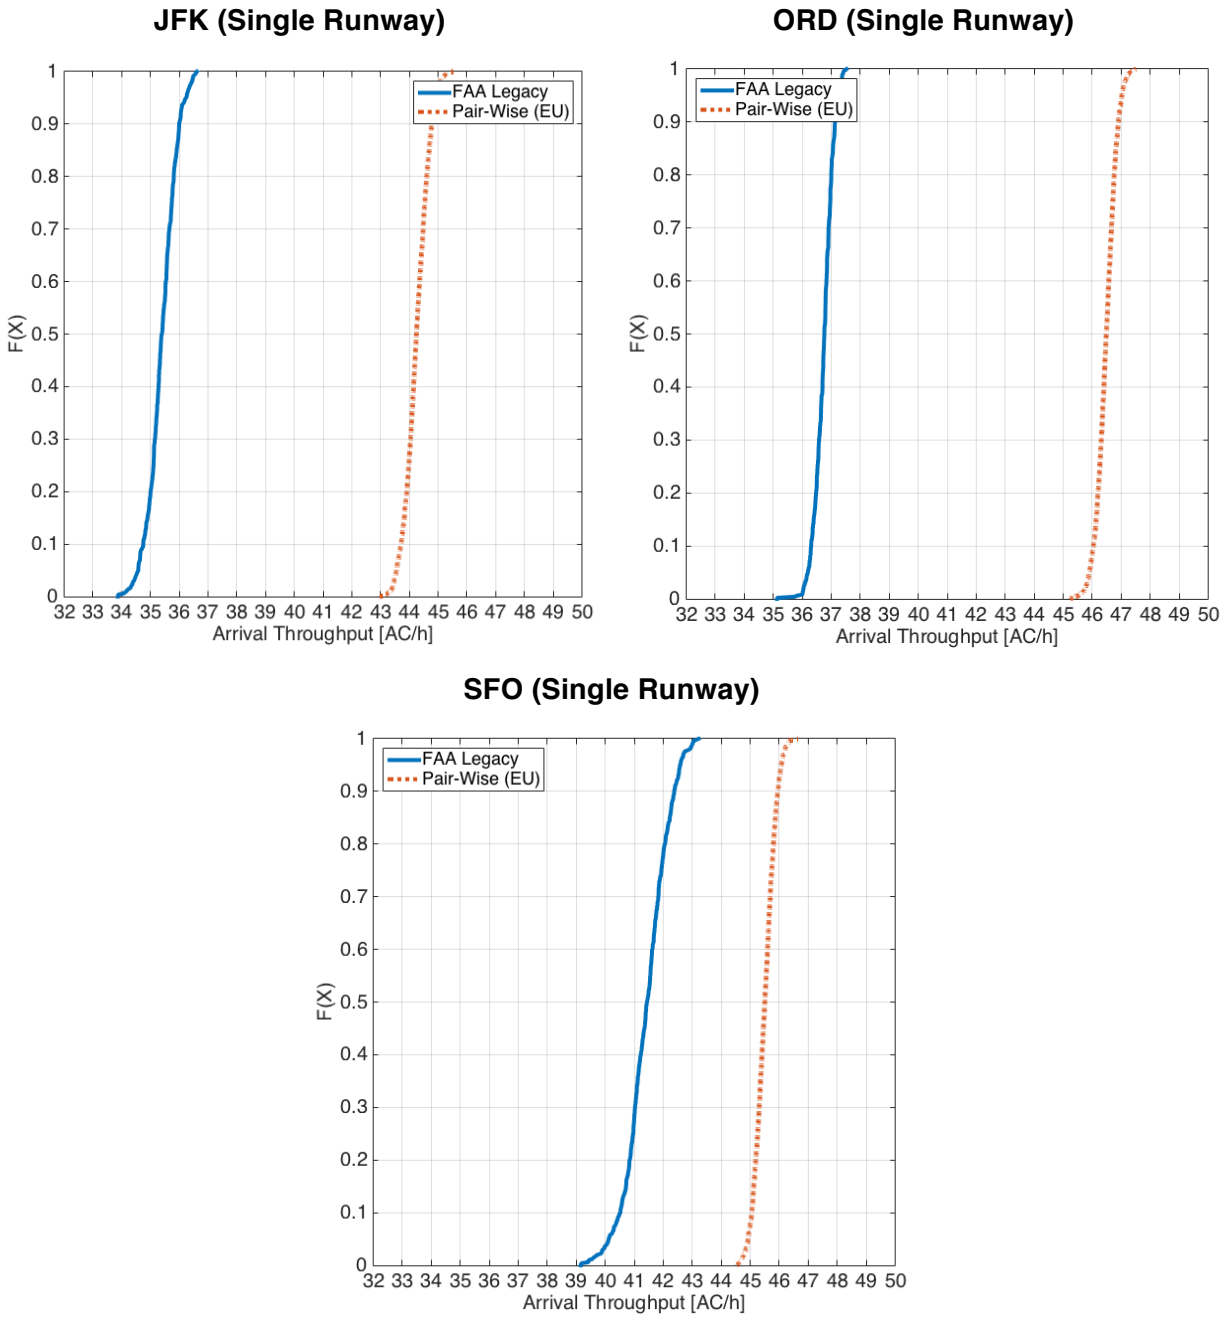 JFK (Single Runway)
1
0.9
0.8
0.7
0.6
0.5
0.4
0.3
0.2
0.1
0
F(X)
FAA Legacy
Pair-Wise (EU)
32 33 34 35 36 37 38 39 40 41 42 43 44 45 46 47 48 49 50
Arrival Throughput [AC/h]
ORD (Single Runway)
1
0.9
0.8
0.7
0.6
0.5
0.4
0.3
0.2
0.1
0
F(X)
FAA Legacy
Pair-Wise (EU)
32 33 34 35 36 37 38 39 40 41 42 43 44 45 46 47 48 49 50
Arrival Throughput [AC/h]
SFO (Single Runway)
1
0.9
0.8
0.7
0.6
0.5
0.4
0.3
0.2
0.1
0
F(X)
FAA Legacy
Pair-Wise (EU)
32 33 34 35 36 37 38 39 40 41 42 43 44 45 46 47 48 49 50
Arrival Throughput [AC/h]